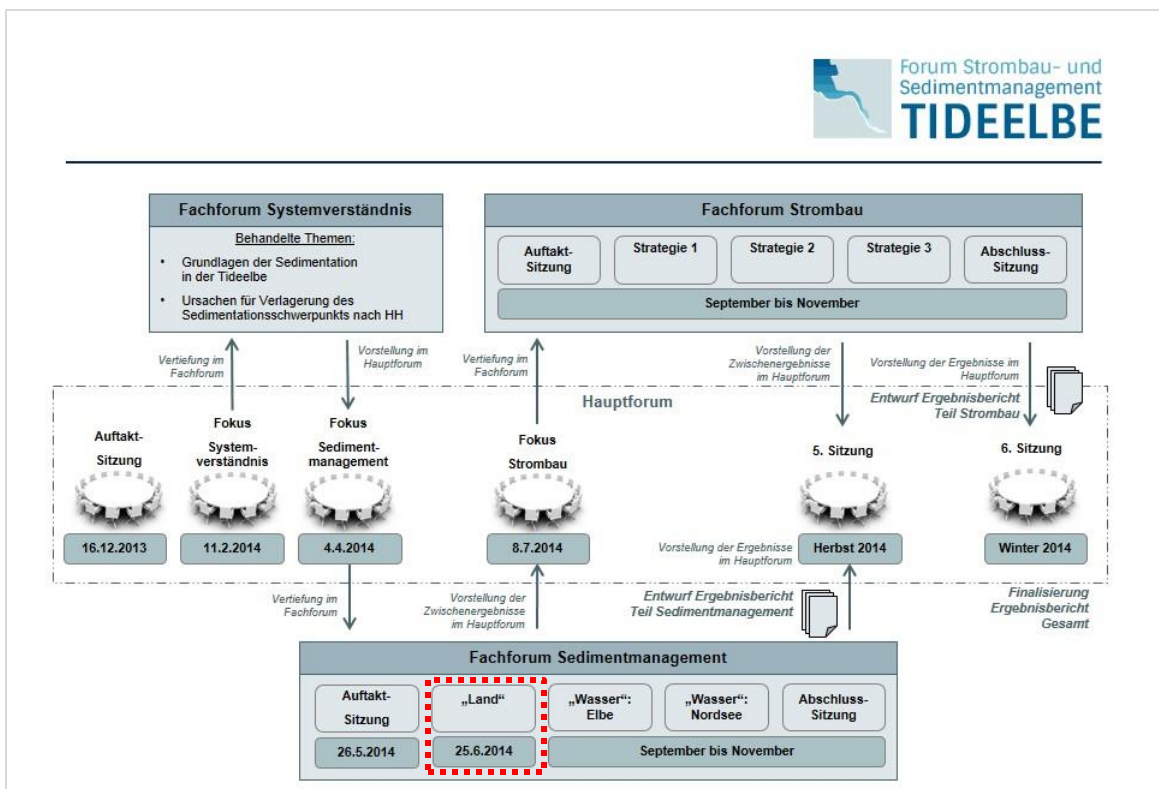 Forum Strombau- und
Sedimentmanagement
TIDEELBE
Fachforum Systemverständnis
Behandelte Themen:
• Grundlagen der Sedimentation
in der Tideelbe
• Ursachen für Verlagerung des
Sedimentationsschwerpunkts nach HH
Fachforum Strombau
Auftakt-
Sitzung
Strategie 1
Strategie 2
Strategie 3
Abschluss-
Sitzung
September bis November
Vertiefung im
Fachforum
Vorstellung im
Hauptforum
Vertiefung im
Fachforum
Vorstellung der
Zwischenergebnisse
im Hauptforum
Vorstellung der Ergebnisse im
Hauptforum
Entwurf Ergebnisbericht
Teil Strombau
Hauptforum
Auftakt-
Sitzung
16.12.2013
Fokus
System-
verständnis
11.2.2014
Fokus
Sediment-
management
4.4.2014
Fokus
Strombau
8.7.2014
5. Sitzung
Vorstellung der Ergebnisse
im Hauptforum
Herbst 2014
6. Sitzung
Winter 2014
Vertiefung im
Fachforum
Vorstellung der
Zwischenergebnisse
im Hauptforum
Entwurf Ergebnisbericht
Teil Sedimentmanagement
Finalisierung
Ergebnisbericht
Gesamt
Fachforum Sedimentmanagement
Auftakt-
Sitzung
26.5.2014
„Land“
25.6.2014
„Wasser“:
Elbe
„Wasser“:
Nordsee
Abschluss-
Sitzung
September bis November